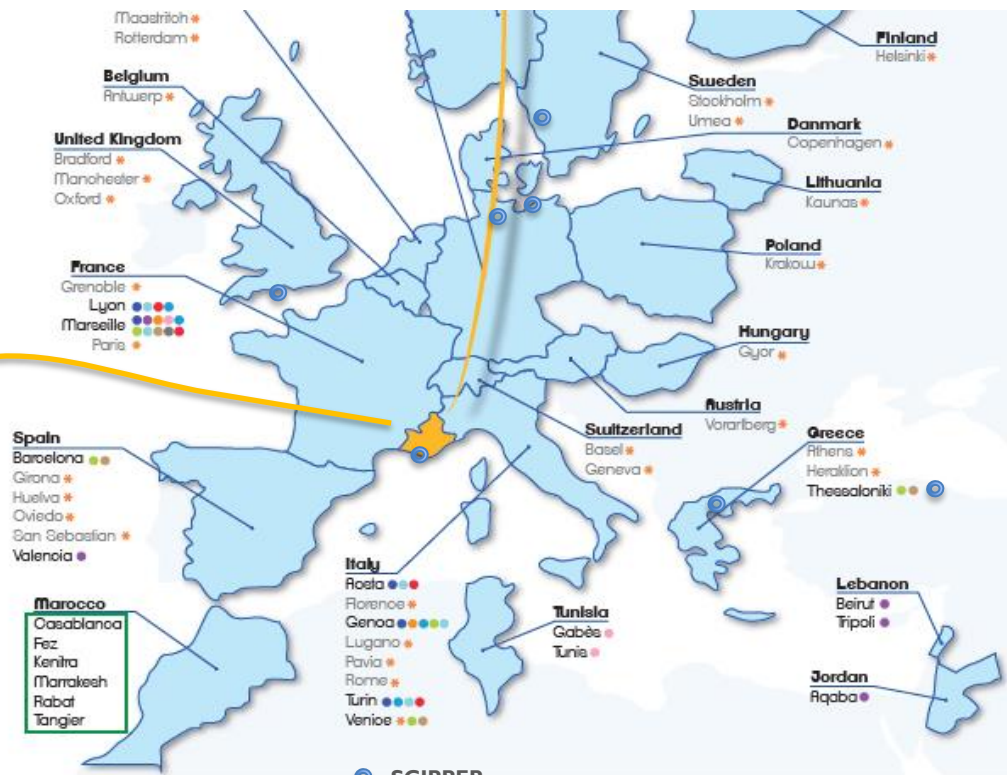 Maastritch
Rotterdam
Belgium
Antwerp
United Kingdom
Bradford
Manchester
Oxford
France
Grenoble
Lyon
Marseille
Paris
Spain
Barcelona
Girona
Huelva
Oviedo
San Sebastian
Valencia
Marocco
Casablanca
Fez
Kenitra
Marrakesh
Rabat
Tangier
Italy
Aosta
Florence
Genoa
Lugano
Pavia
Rome
Turin
Venice
Tunisia
Gabès
Tunis
Finland
Helsinki
Sweden
Stockholm
Umea
Danmark
Copenhagen
Lithuania
Kaunas
Poland
Krakow
Hungary
Gyor
Austria
Vorarlberg
Switzerland
Basel
Geneva
Greece
Athens
Heraklion
Thessaloniki
Lebanon
Beirut
Tripoli
Jordan
Aqaba
SCIPPER